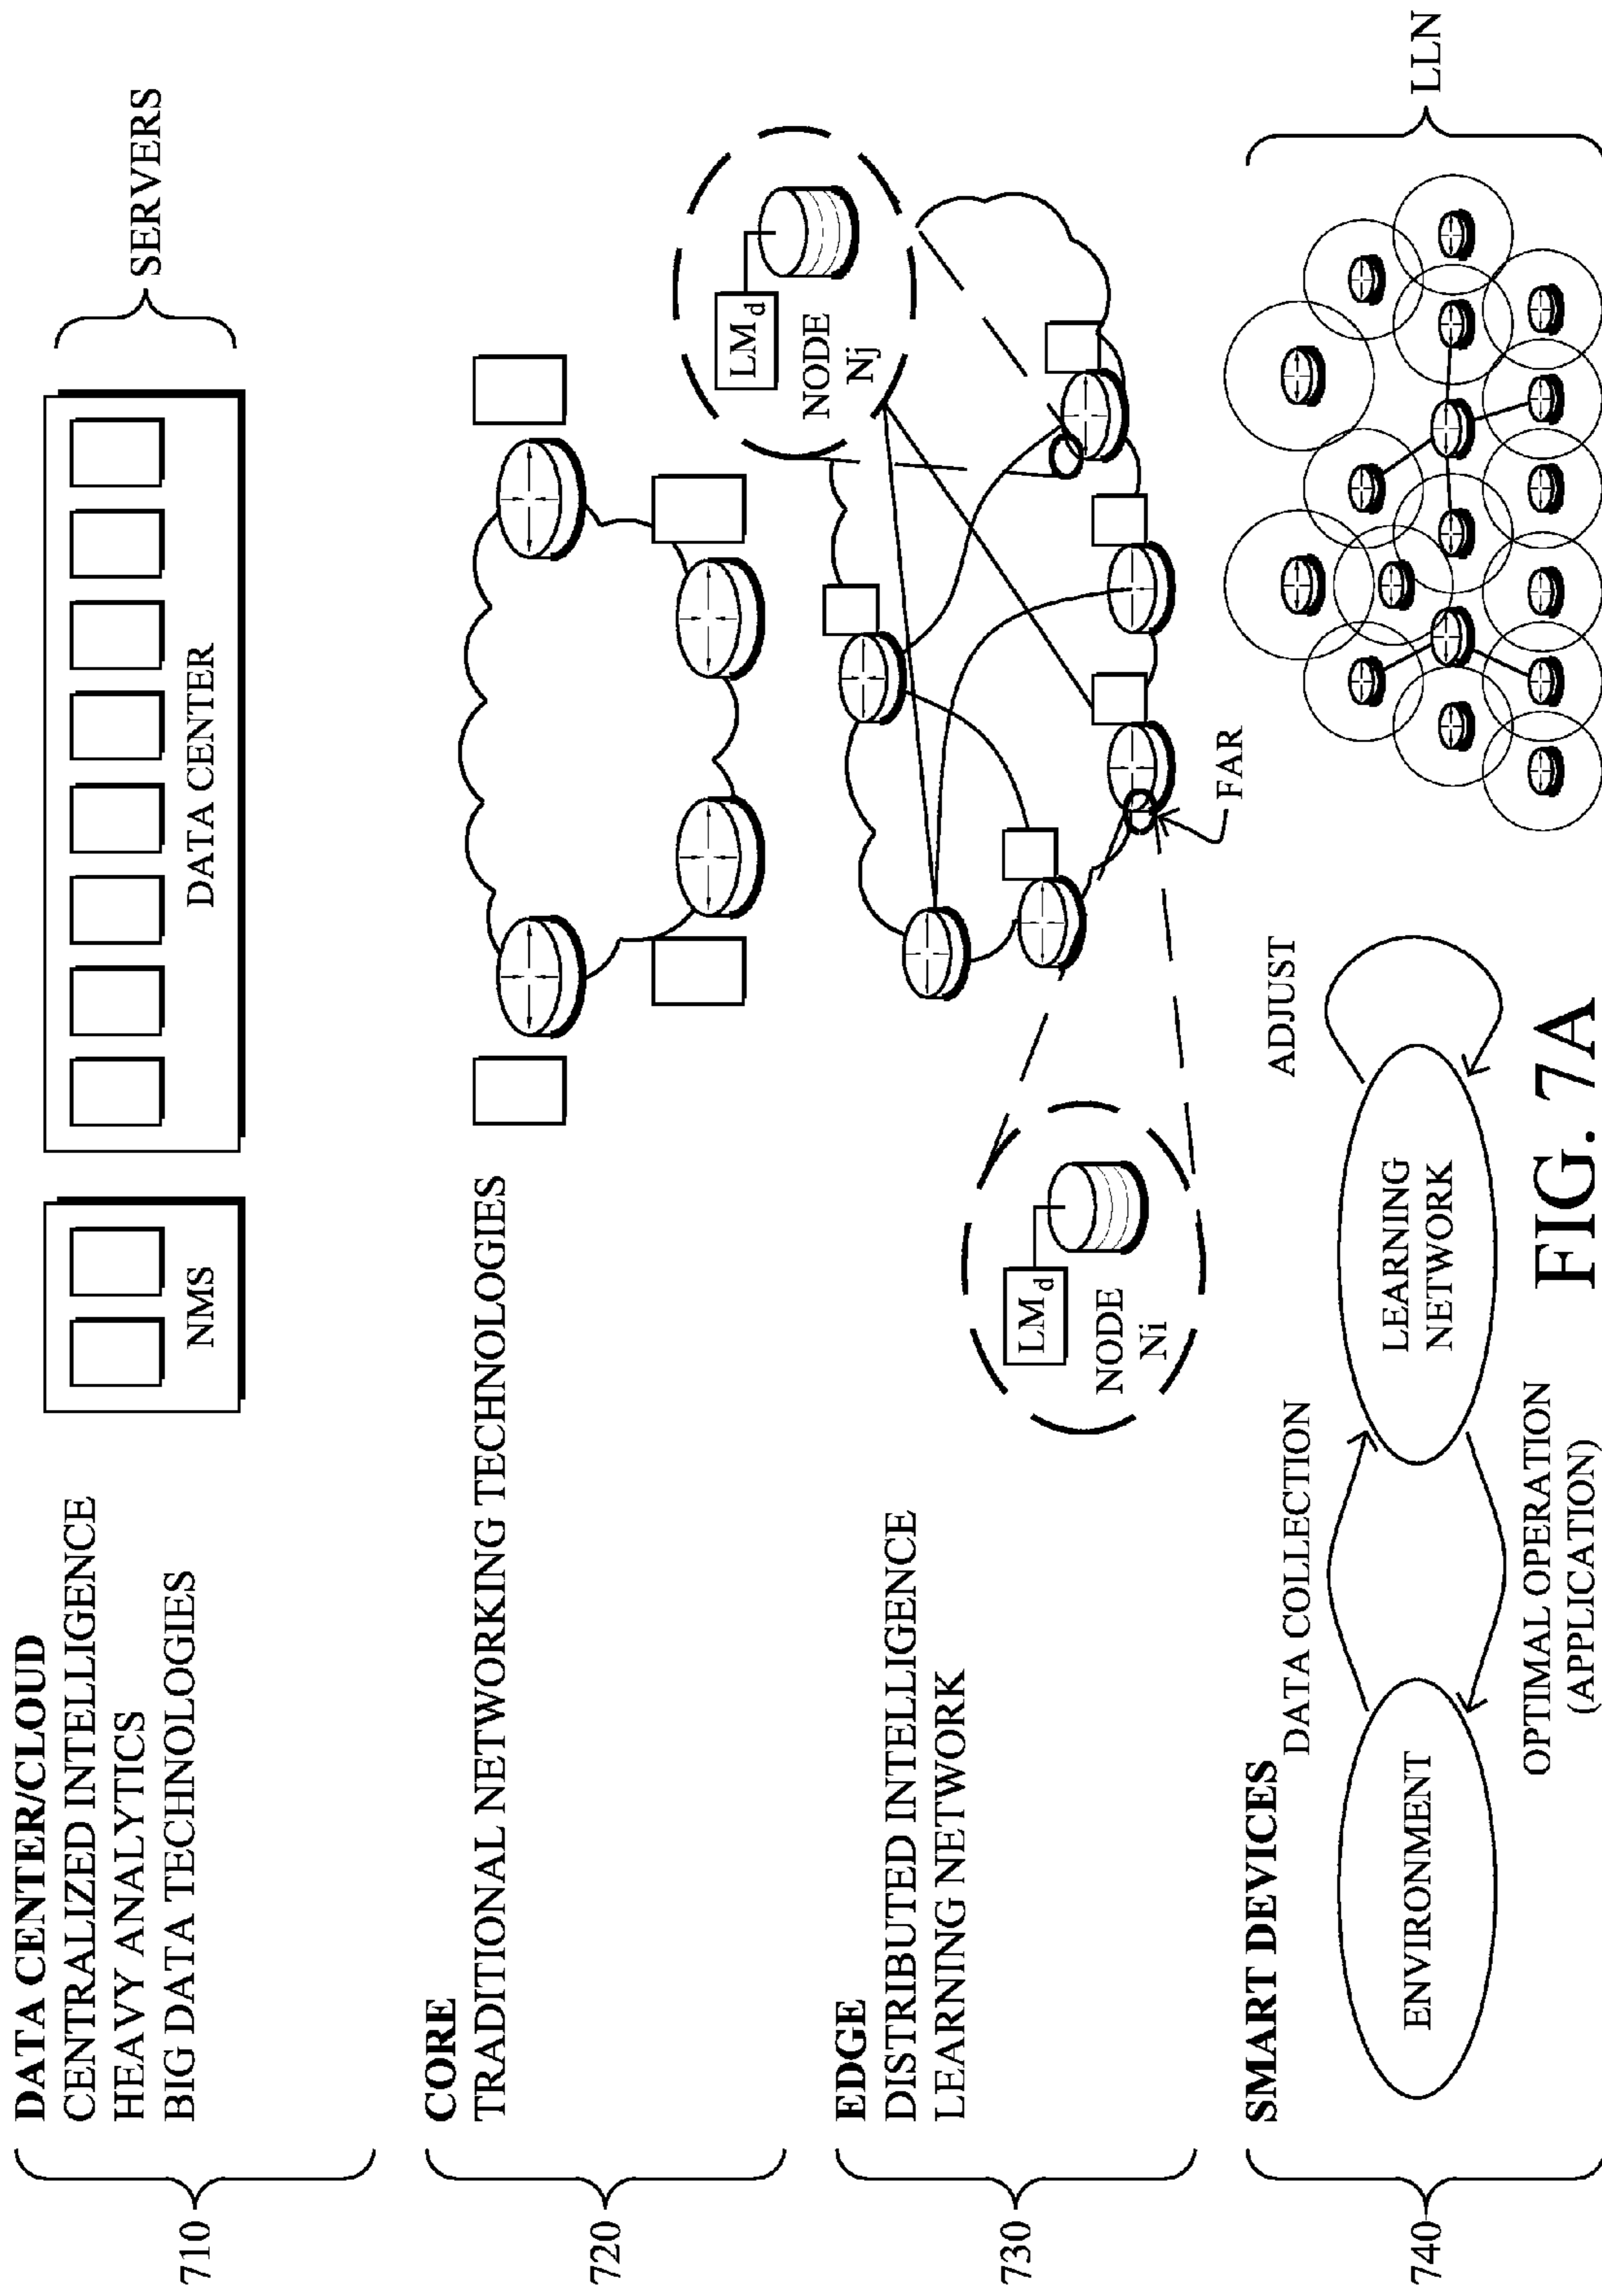 710
DATA CENTER/CLOUD
CENTRALIZED INTELLIGENCE
HEAVY ANALYTICS
BIG DATA TECHNOLOGIES
NMS
DATA CENTER
SERVERS
720
CORE
TRADITIONAL NETWORKING TECHNOLOGIES
730
EDGE
DISTRIBUTED INTELLIGENCE
LEARNING NETWORK
LMd
NODE
Ni
LMd
NODE
Nj
FAR
740
SMART DEVICES
DATA COLLECTION
ENVIRONMENT
LEARNING
NETWORK
ADJUST
OPTIMAL OPERATION
(APPLICATION)
LLN
FIG. 7A